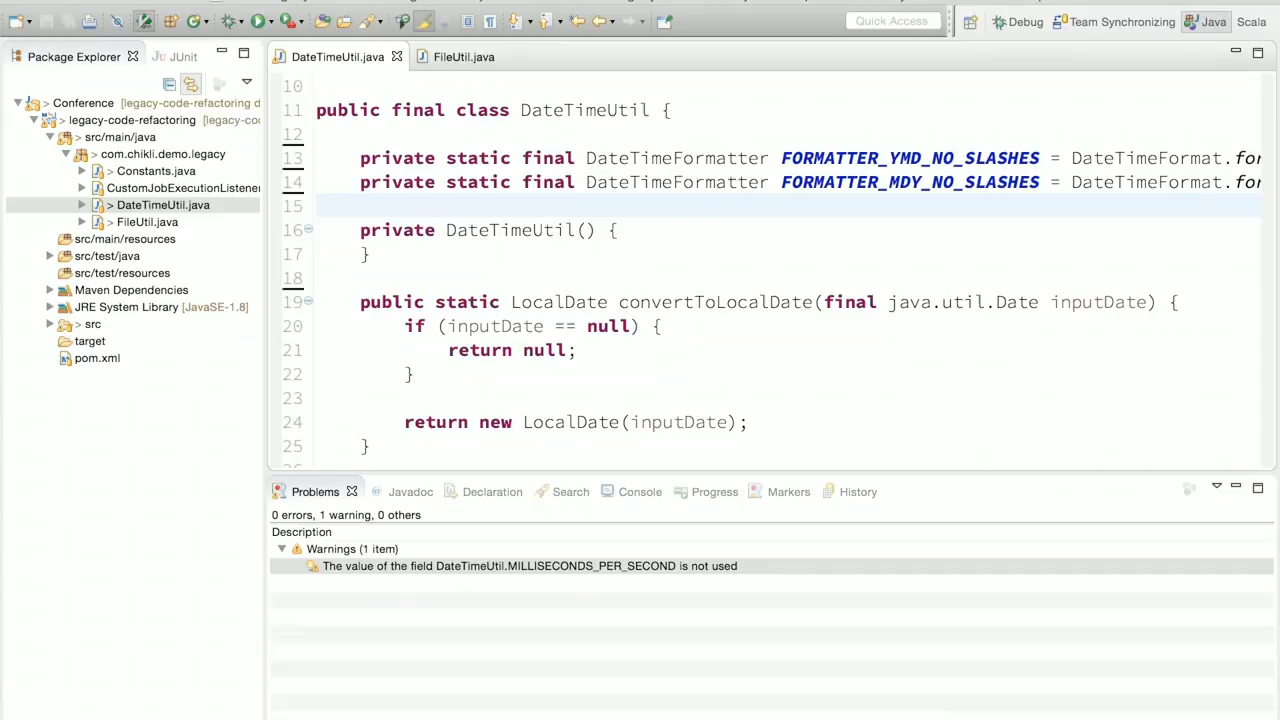 Quick Access
Debug
Team Synchronizing
Java
Scala
Package Explorer
JUnit
> Conference [legacy-code-refactoring d
> legacy-code-refactoring [legacy-co
> src/main/java
> com.chikli.demo.legacy
> Constants.java
CustomJobExecutionListene
> DateTimeUtil.java
> FileUtil.java
src/main/resources
> src/test/java
src/test/resources
Maven Dependencies
JRE System Library [JavaSE-1.8]
> src
target
pom.xml
DateTimeUtil.java
FileUtil.java
10
11 public final class DateTimeUtil {
12
13 private static final DateTimeFormatter FORMATTER_YMD_NO_SLASHES = DateTimeFormat.for
14 private static final DateTimeFormatter FORMATTER_MDY_NO_SLASHES = DateTimeFormat.for
15
16 private DateTimeUtil() {
17 }
18
19 public static LocalDate convertToLocalDate(final java.util.Date inputDate) {
20 if (inputDate == null) {
21 return null;
22 }
23
24 return new LocalDate(inputDate);
25 }
Problems
Javadoc
Declaration
Search
Console
Progress
Markers
History
0 errors, 1 warning, 0 others
Description
Warnings (1 item)
The value of the field DateTimeUtil.MILLISECONDS_PER_SECOND is not used